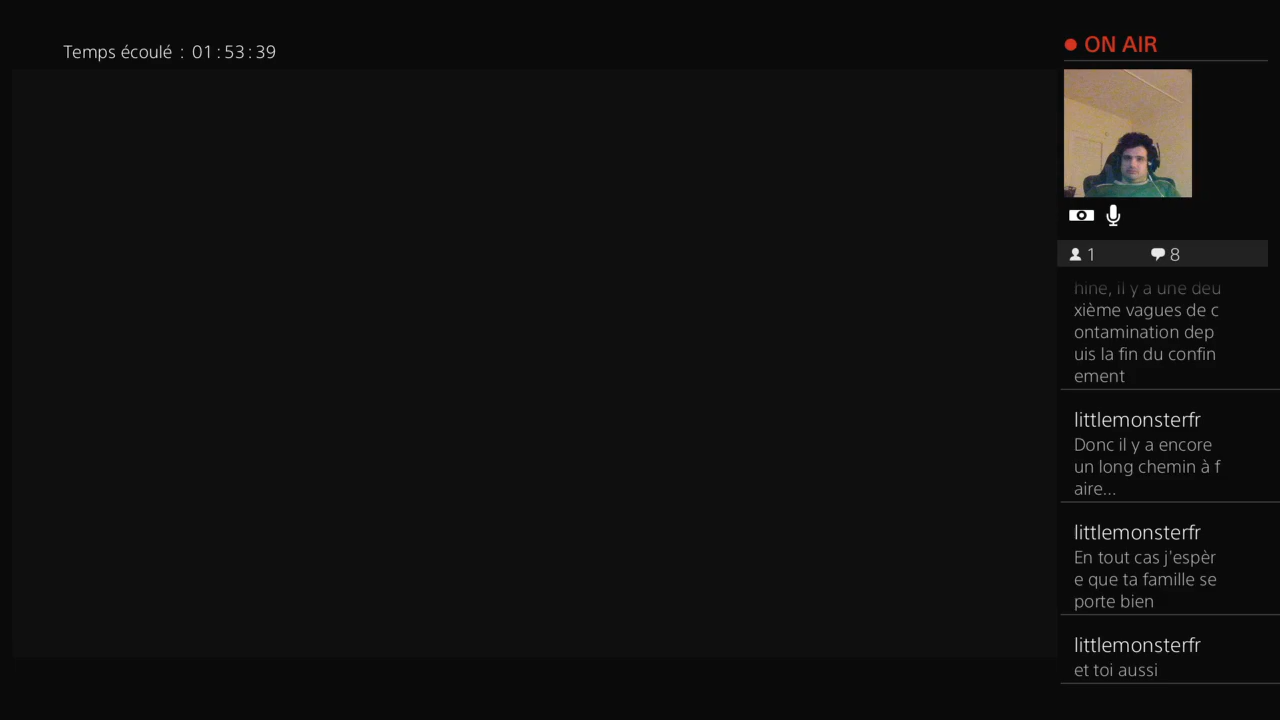 Temps écoulé : 01:53:39
ON AIR
1 8
hine, il y a une deu
xième vagues de c
ontamination dep
uis la fin du confin
ement
littlemonsterfr
Donc il y a encore
un long chemin à f
aire...
littlemonsterfr
En tout cas j'espèr
e que ta famille se
porte bien
littlemonsterfr
et toi aussi